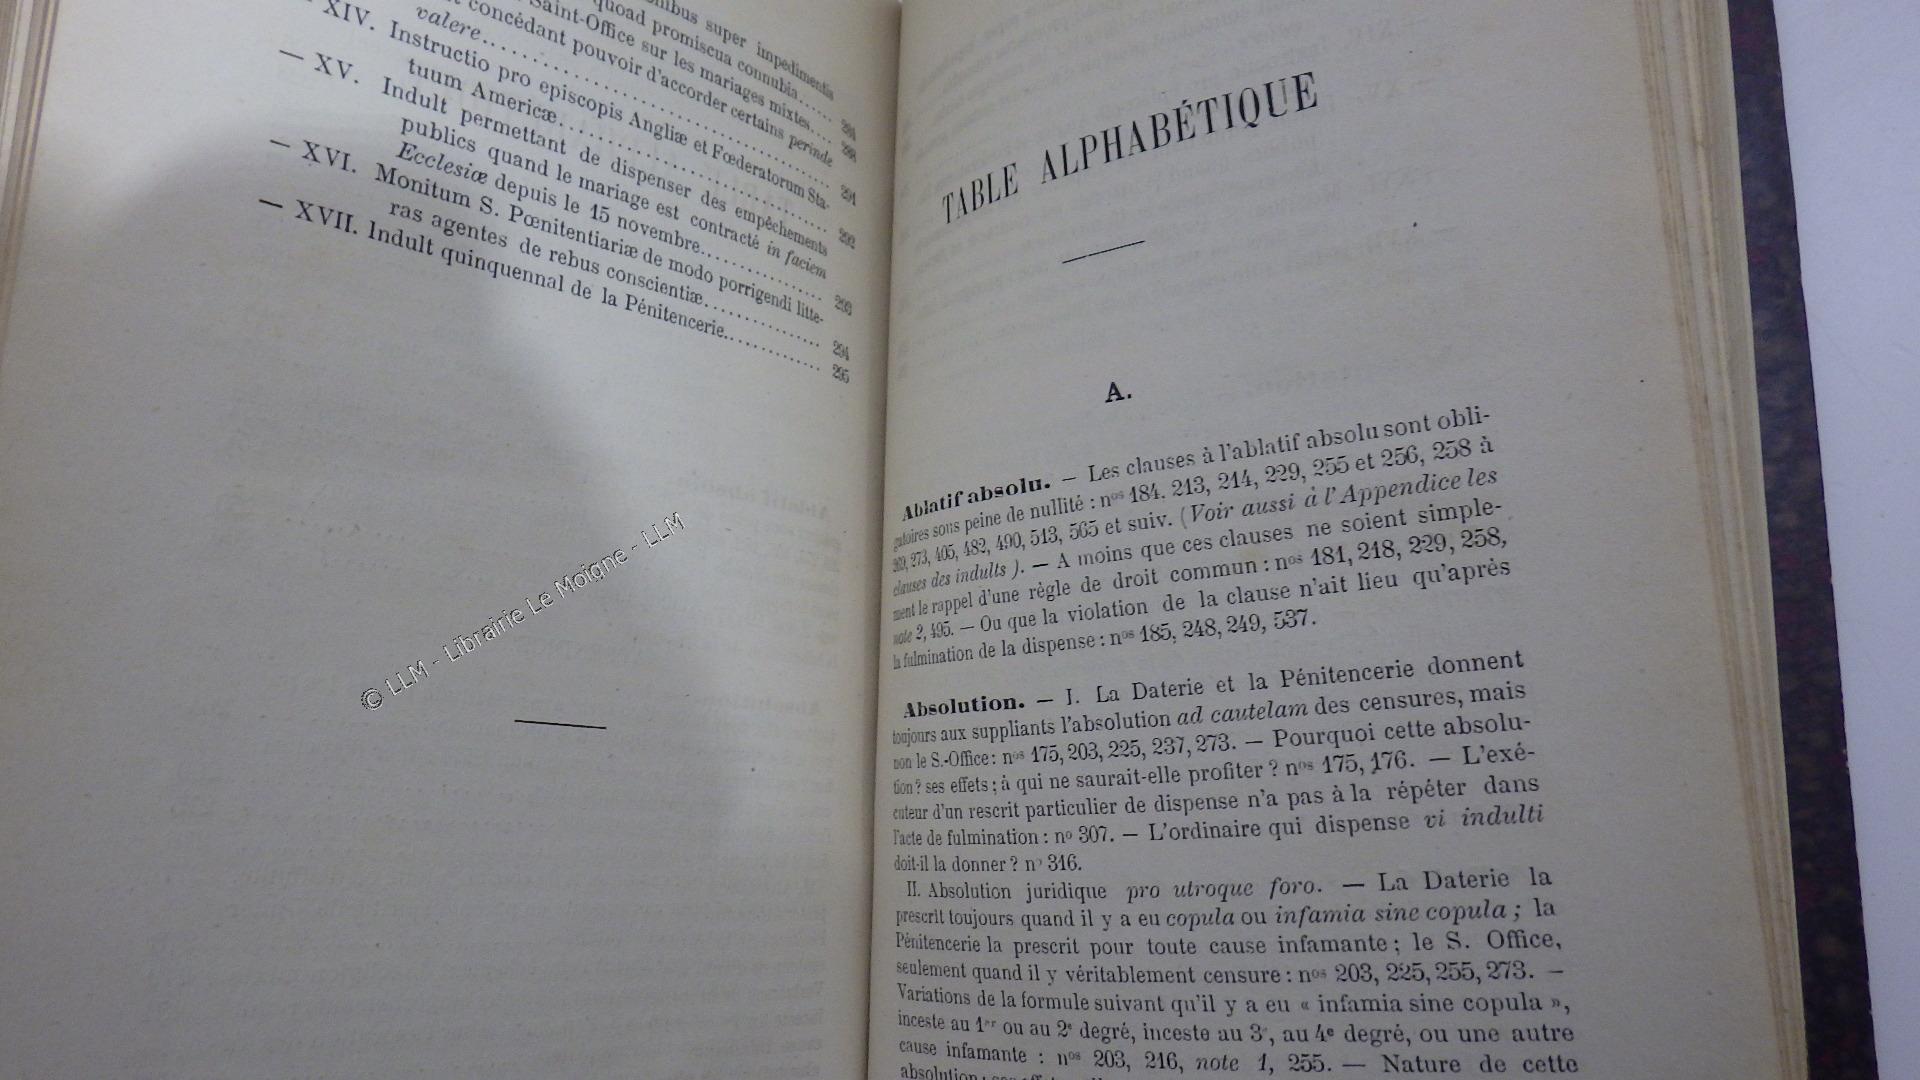 super impedimentis
quoad promiscua connubia......
Saint-Office sur les mariages mixtes....
concédant pouvoir d'accorder certains perinde
valere............ 291
XIV. Instructio pro episcopis Angliæ et Fœderatorum Sta-
tuum Americæ............ 292
— XV. Indult permettant de dispenser des empêchements
publics quand le mariage est contracté in faciem
Ecclesiæ depuis le 15 novembre............ 293
— XVI. Monitum S. Pœnitentiariæ de modo porrigendi litte-
ras agentes de rebus conscientiæ............ 294
— XVII. Indult quinquennal de la Pénitencerie............ 295
© LLM - Librairie Le Moigne - LLM
TABLE ALPHABÉTIQUE
A.
Ablatif absolu. — Les clauses à l'ablatif absolu sont obli-
gatoires sous peine de nullité : nos 184, 213, 214, 229, 255 et 256, 258 à
269, 273, 405, 482, 490, 513, 565 et suiv. (Voir aussi à l'Appendice les
clauses des indults ). — A moins que ces clauses ne soient simple-
ment le rappel d'une règle de droit commun : nos 181, 218, 229, 258,
note 2, 495. — Ou que la violation de la clause n'ait lieu qu'après
la fulmination de la dispense : nos 185, 248, 249, 537.
Absolution. — I. La Daterie et la Pénitencerie donnent
toujours aux suppliants l'absolution ad cautelam des censures, mais
non le S.-Office : nos 175, 203, 225, 237, 273. — Pourquoi cette absolu-
tion ? ses effets ; à qui ne saurait-elle profiter ? nos 175, 176. — L'exé-
cuteur d'un rescrit particulier de dispense n'a pas à la répéter dans
l'acte de fulmination : no 307. — L'ordinaire qui dispense vi indulti
doit-il la donner ? no 316.
II. Absolution juridique pro utroque foro. — La Daterie la
prescrit toujours quand il y a eu copula ou infamia sine copula ; la
Pénitencerie la prescrit pour toute cause infamante ; le S. Office,
seulement quand il y véritablement censure : nos 203, 225, 255, 273. —
Variations de la formule suivant qu'il y a eu « infamia sine copula »,
inceste au 1er ou au 2e degré, inceste au 3e, au 4e degré, ou une autre
cause infamante : nos 203, 216, note 1, 255. — Nature de cette
absolution ;